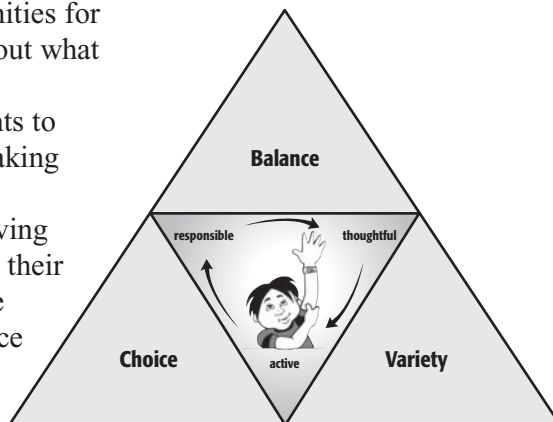 nities for
out what
nts to
aking
ving
their
e
ce
Balance
responsible
thoughtful
active
Choice
Variety